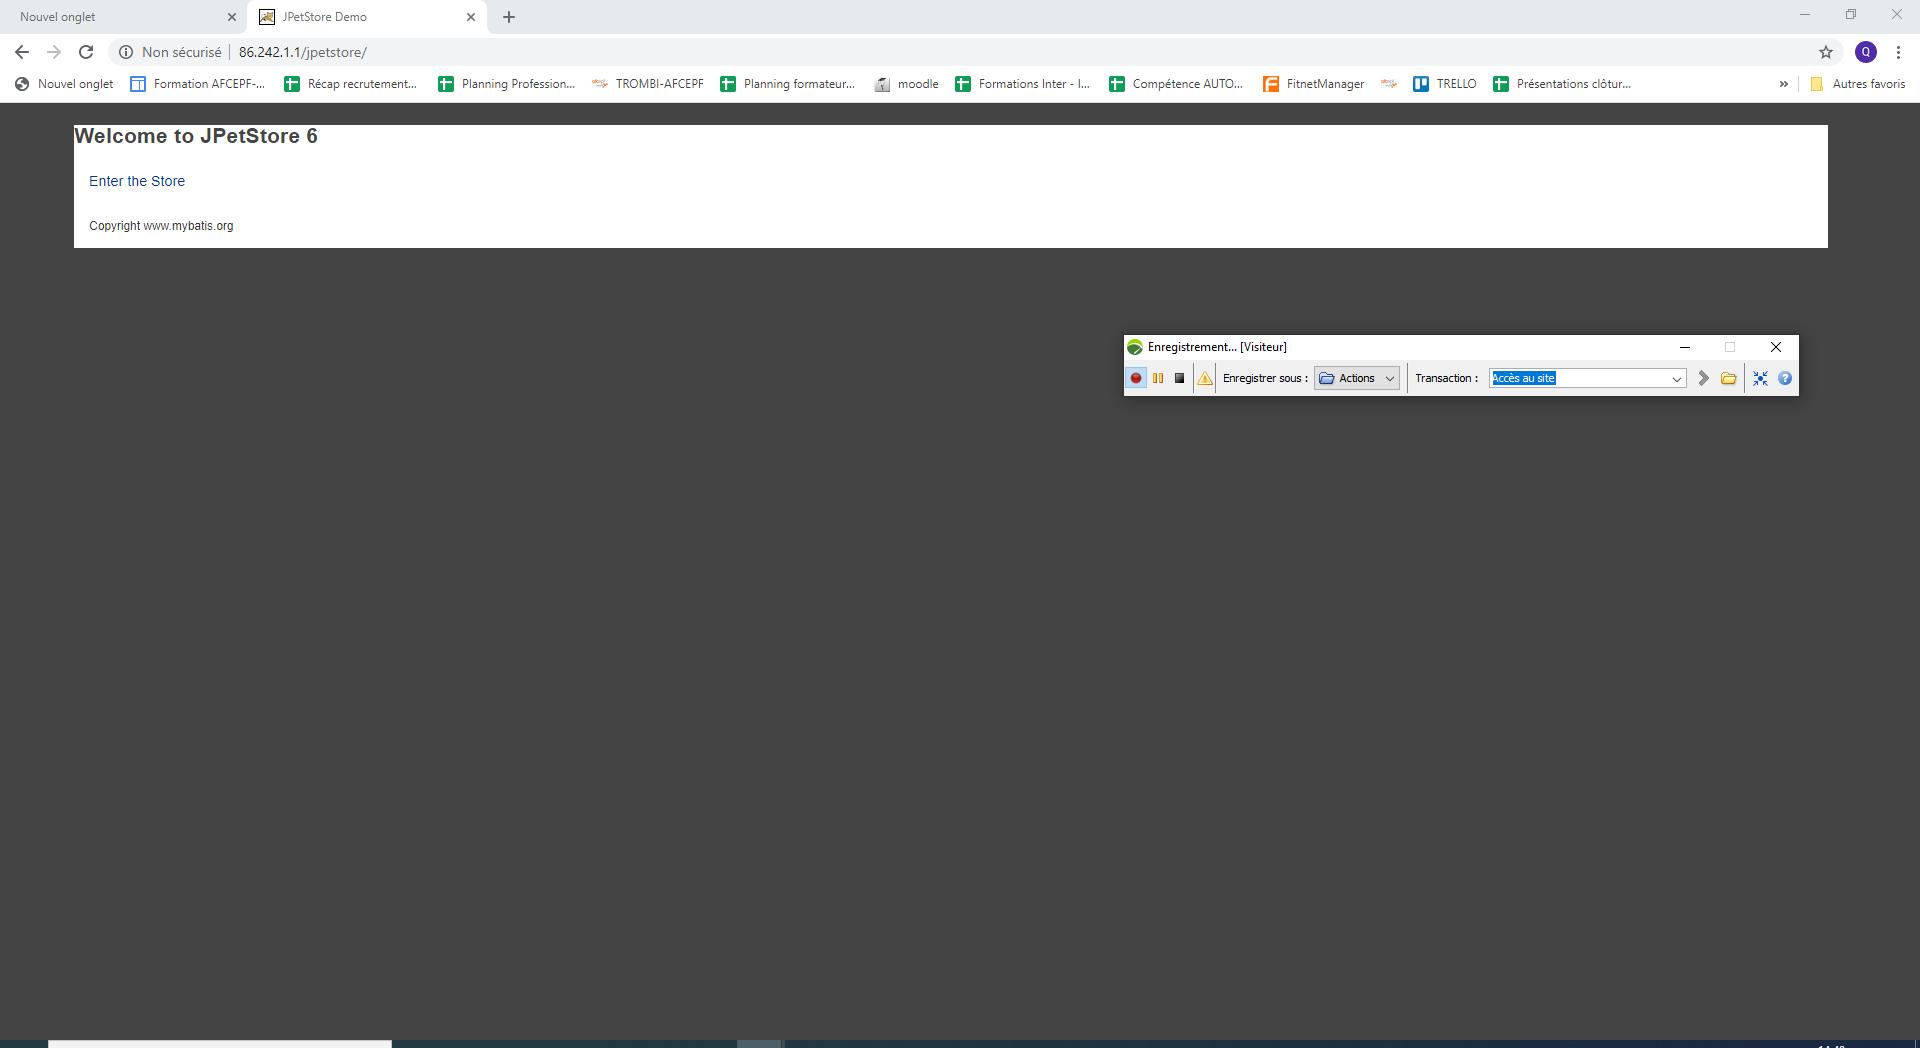 Nouvel onglet
JPetStore Demo
Non sécurisé
86.242.1.1/jpetstore/
Q
Nouvel onglet
Formation AFCEPF-...
Récap recrutement...
Planning Profession...
TROMBI-AFCEPF
Planning formateur...
moodle
Formations Inter - I...
Compétence AUTO...
FitnetManager
TRELLO
Présentations clôtur...
»
Autres favoris
Welcome to JPetStore 6
Enter the Store
Copyright www.mybatis.org
Enregistrement... [Visiteur]
Enregistrer sous :
Actions
Transaction :
Accès au site